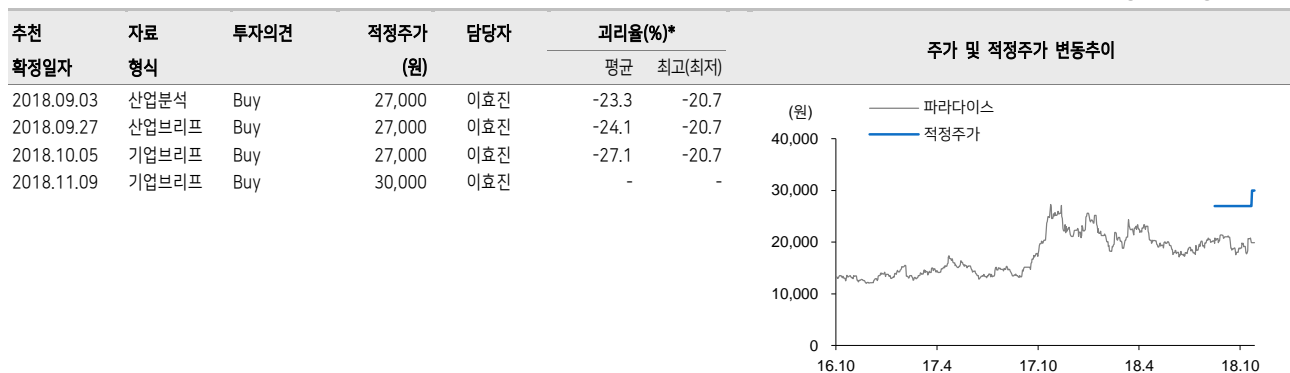 추천 자료 투자의견 적정주가 담당자 괴리율(%)* 주가 및 적정주가 변동추이
확정일자 형식 (원) 평균 최고(최저)
2018.09.03 산업분석 Buy 27,000 이효진 -23.3 -20.7
2018.09.27 산업브리프 Buy 27,000 이효진 -24.1 -20.7
2018.10.05 기업브리프 Buy 27,000 이효진 -27.1 -20.7
2018.11.09 기업브리프 Buy 30,000 이효진 - -
(원)
파라다이스
적정주가
40,000
30,000
20,000
10,000
0
16.10 17.4 17.10 18.4 18.10